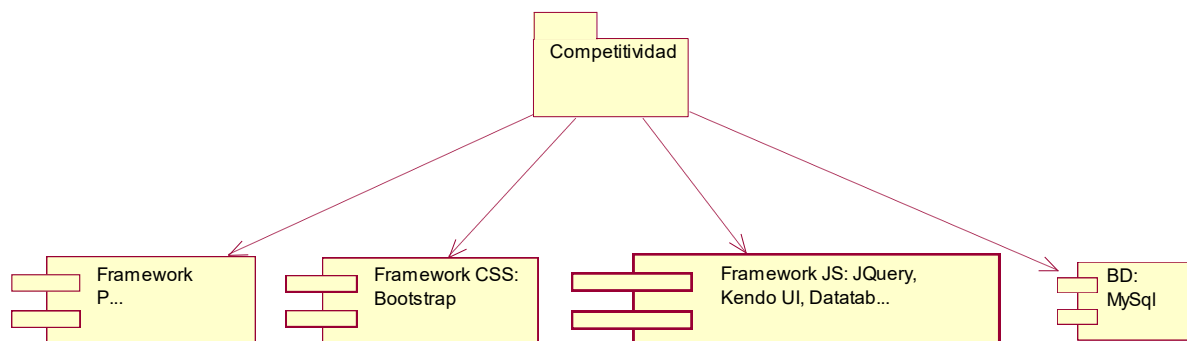 Competitividad
Framework
P...
Framework CSS:
Bootstrap
Framework JS: JQuery,
Kendo UI, Datatab...
BD:
MySql